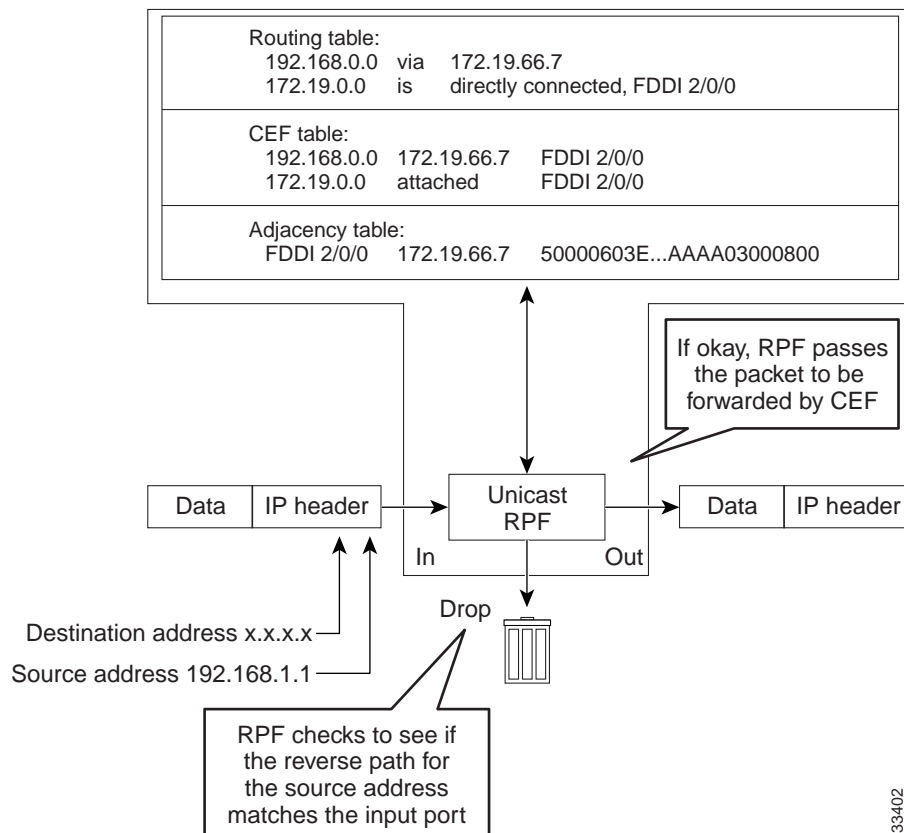 Routing table:
192.168.0.0 via 172.19.66.7
172.19.0.0 is directly connected, FDDI 2/0/0
CEF table:
192.168.0.0 172.19.66.7 FDDI 2/0/0
172.19.0.0 attached FDDI 2/0/0
Adjacency table:
FDDI 2/0/0 172.19.66.7 50000603E...AAAA03000800
If okay, RPF passes
the packet to be
forwarded by CEF
Data IP header
Unicast
RPF
Data IP header
In Out
Drop
Destination address x.x.x.x
Source address 192.168.1.1
RPF checks to see if
the reverse path for
the source address
matches the input port
33402